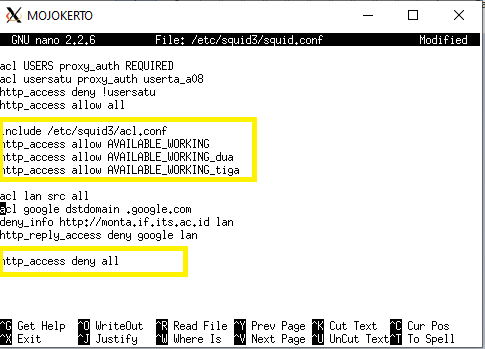 MOJOKERTO
GNU nano 2.2.6 File: /etc/squid3/squid.conf Modified
acl USERS proxy_auth REQUIRED
acl usersatu proxy_auth userta_a08
http_access deny !usersatu
http_access allow all
include /etc/squid3/acl.conf
http_access allow AVAILABLE_WORKING
http_access allow AVAILABLE_WORKING_dua
http_access allow AVAILABLE_WORKING_tiga
acl lan src all
acl google dstdomain .google.com
deny_info http://monta.if.its.ac.id lan
http_reply_access deny google lan
http_access deny all
^G Get Help ^O WriteOut ^R Read File ^Y Prev Page ^K Cut Text ^C Cur Pos
^X Exit ^J Justify ^W Where Is ^V Next Page ^U UnCut Text ^T To Spell